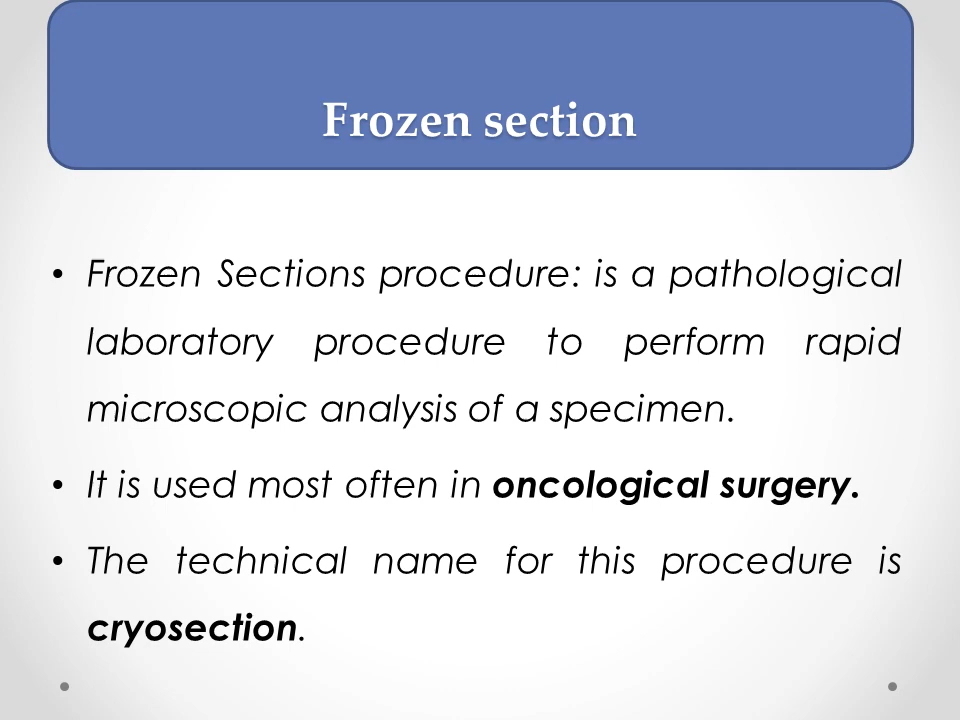 Frozen section
• Frozen Sections procedure: is a pathological
laboratory procedure to perform rapid
microscopic analysis of a specimen.
• It is used most often in oncological surgery.
• The technical name for this procedure is
cryosection.